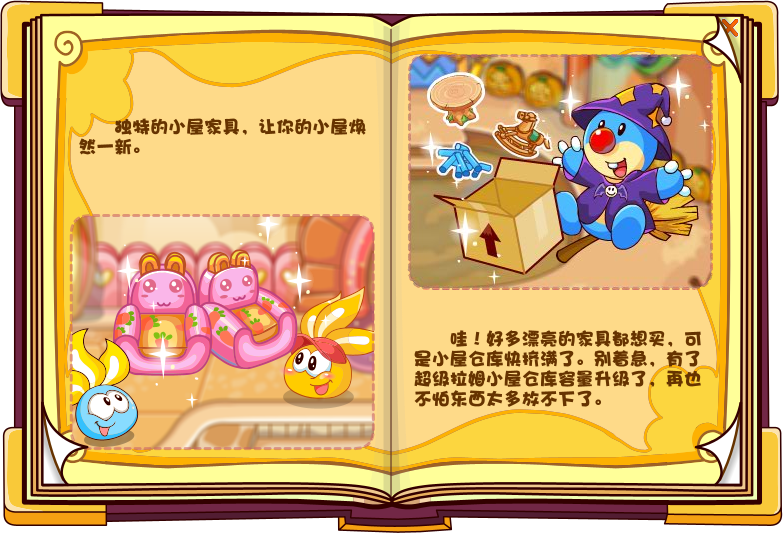 独特的小屋家具，让你的小屋焕
然一新。
哇！好多漂亮的家具都想买，可
是小屋仓库快挤满了。别着急，有了
超级拉姆小屋仓库容量升级了，再也
不怕东西太多放不下了。